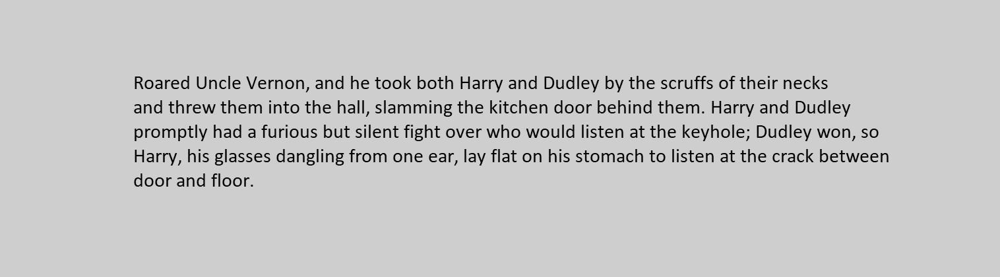 Roared Uncle Vernon, and he took both Harry and Dudley by the scruffs of their necks
and threw them into the hall, slamming the kitchen door behind them. Harry and Dudley
promptly had a furious but silent fight over who would listen at the keyhole; Dudley won, so
Harry, his glasses dangling from one ear, lay flat on his stomach to listen at the crack between
door and floor.